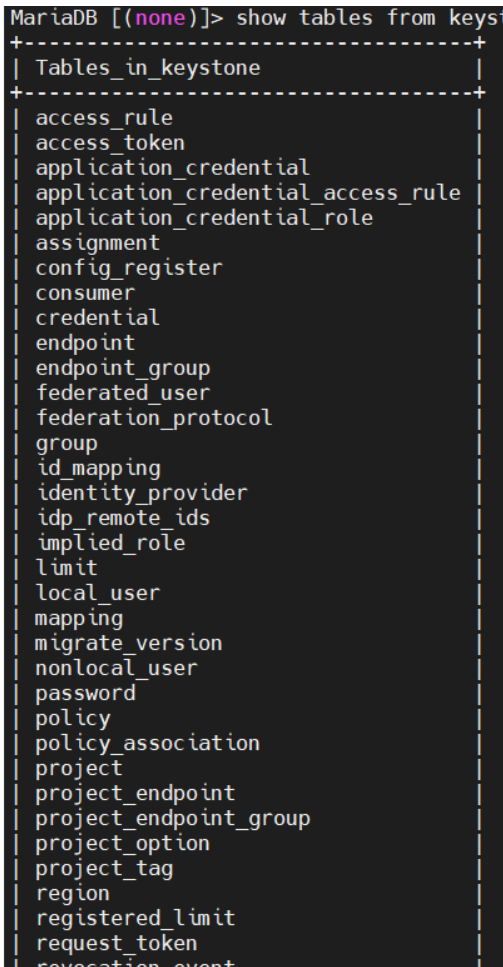 MariaDB [(none)]> show tables from keyst
+------------------------------------+
| Tables_in_keystone |
+------------------------------------+
| access_rule |
| access_token |
| application_credential |
| application_credential_access_rule |
| application_credential_role |
| assignment |
| config_register |
| consumer |
| credential |
| endpoint |
| endpoint_group |
| federated_user |
| federation_protocol |
| group |
| id_mapping |
| identity_provider |
| idp_remote_ids |
| implied_role |
| limit |
| local_user |
| mapping |
| migrate_version |
| nonlocal_user |
| password |
| policy |
| policy_association |
| project |
| project_endpoint |
| project_endpoint_group |
| project_option |
| project_tag |
| region |
| registered_limit |
| request_token |
| revocation_event |